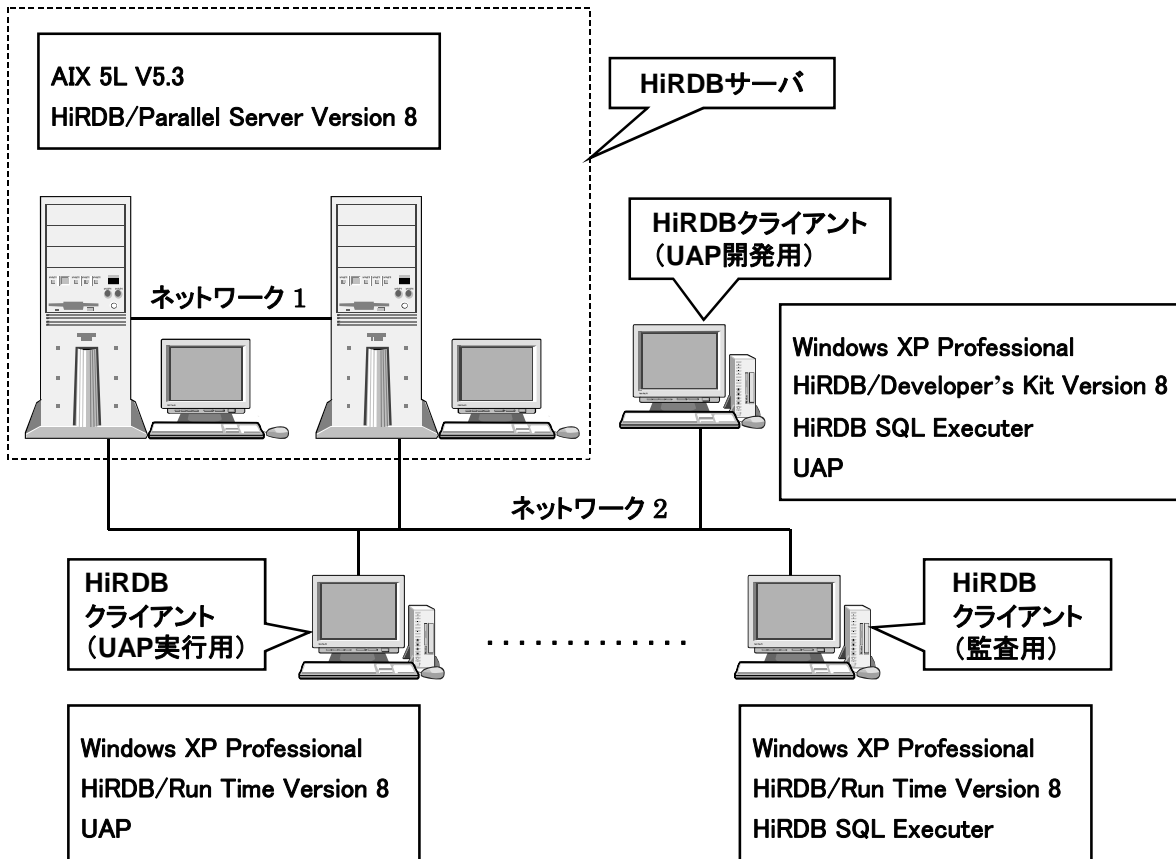 AIX 5L V5.3
HiRDB/Parallel Server Version 8
HiRDBサーバ
HiRDBクライアント
(UAP開発用)
ネットワーク 1
Windows XP Professional
HiRDB/Developer’s Kit Version 8
HiRDB SQL Executer
UAP
ネットワーク 2
HiRDB
クライアント
(UAP実行用)
HiRDB
クライアント
(監査用)
Windows XP Professional
HiRDB/Run Time Version 8
UAP
Windows XP Professional
HiRDB/Run Time Version 8
HiRDB SQL Executer